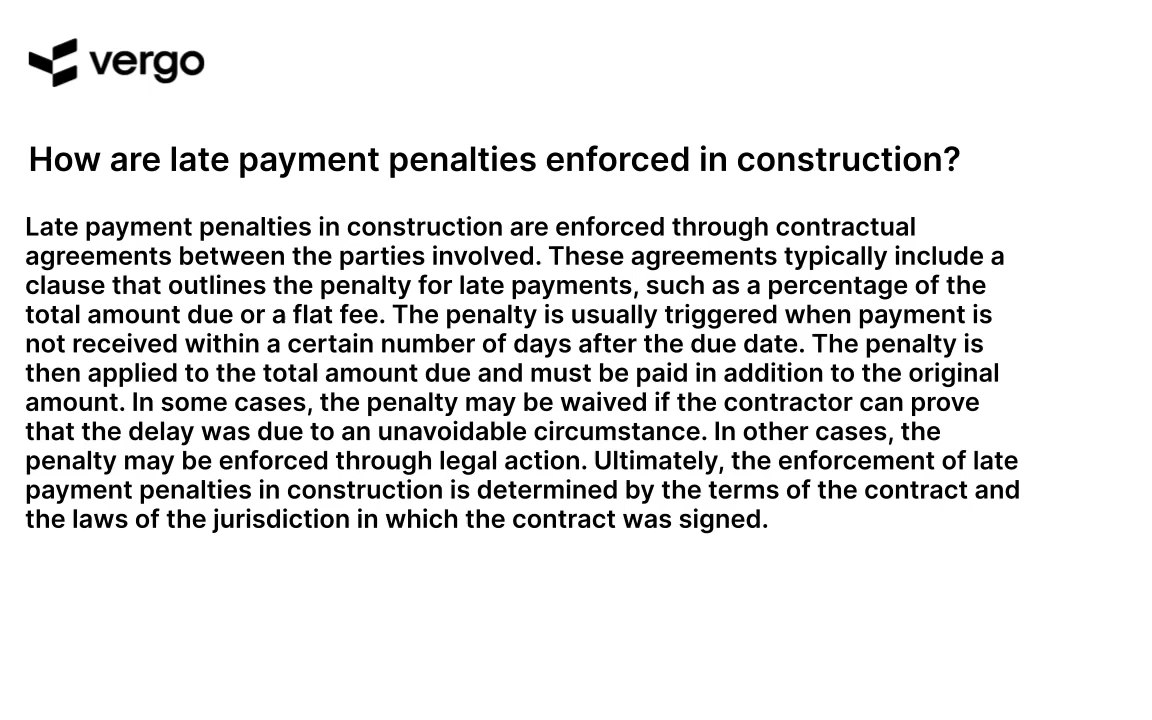 vergo
How are late payment penalties enforced in construction?
Late payment penalties in construction are enforced through contractual
agreements between the parties involved. These agreements typically include a
clause that outlines the penalty for late payments, such as a percentage of the
total amount due or a flat fee. The penalty is usually triggered when payment is
not received within a certain number of days after the due date. The penalty is
then applied to the total amount due and must be paid in addition to the original
amount. In some cases, the penalty may be waived if the contractor can prove
that the delay was due to an unavoidable circumstance. In other cases, the
penalty may be enforced through legal action. Ultimately, the enforcement of late
payment penalties in construction is determined by the terms of the contract and
the laws of the jurisdiction in which the contract was signed.